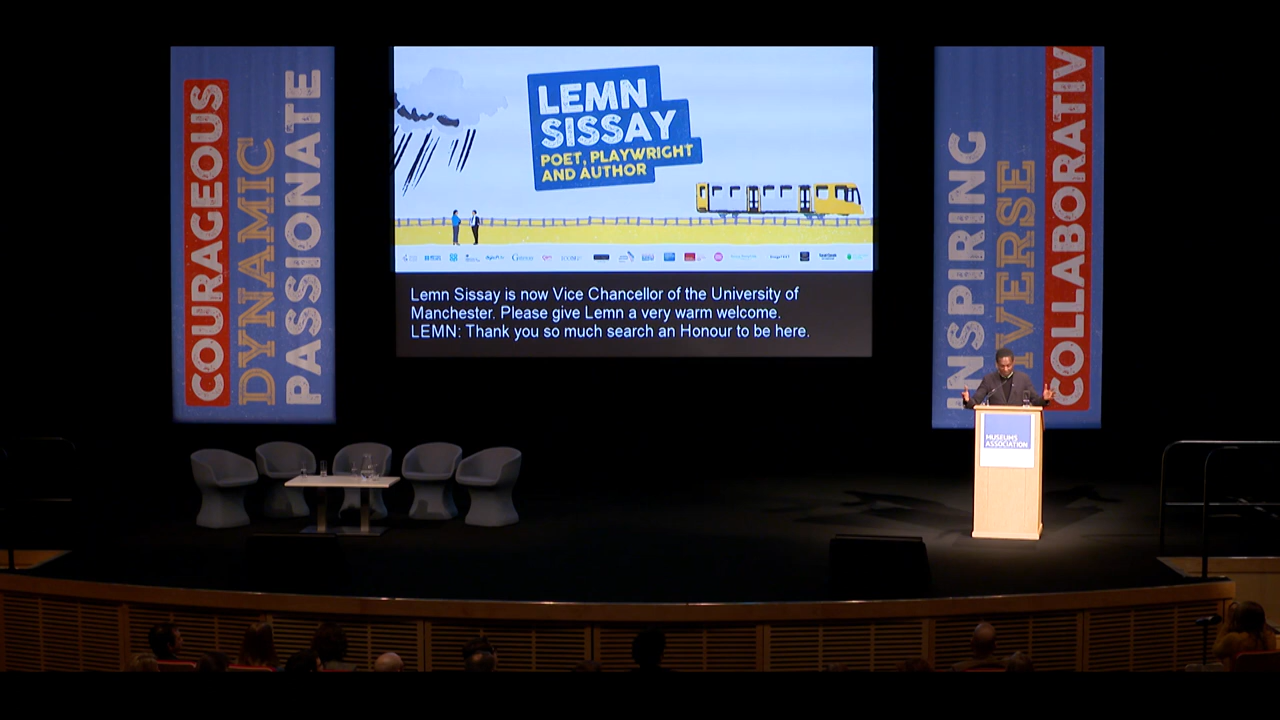 COURAGEOUS
DYNAMIC
PASSIONATE
LEMN
SISSAY
POET, PLAYWRIGHT
AND AUTHOR
Lemn Sissay is now Vice Chancellor of the University of
Manchester. Please give Lemn a very warm welcome.
LEMN: Thank you so much search an Honour to be here.
INSPIRING
IVERSE
COLLABORATIV
MUSEUMS
ASSOCIATION